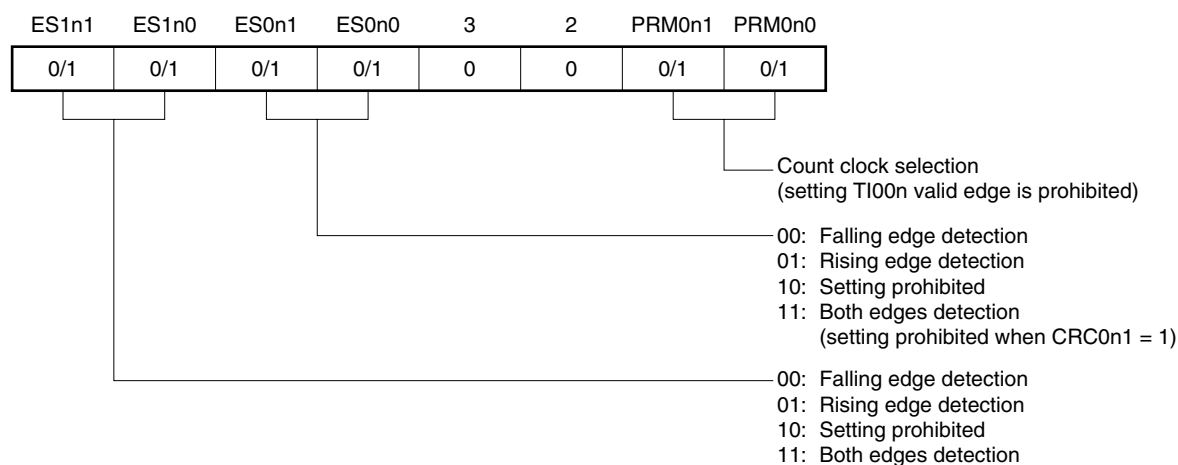 ES1n1 ES1n0 ES0n1 ES0n0 3 2 PRM0n1 PRM0n0
0/1 0/1 0/1 0/1 0 0 0/1 0/1
Count clock selection
(setting TI00n valid edge is prohibited)
00: Falling edge detection
01: Rising edge detection
10: Setting prohibited
11: Both edges detection
(setting prohibited when CRC0n1 = 1)
00: Falling edge detection
01: Rising edge detection
10: Setting prohibited
11: Both edges detection